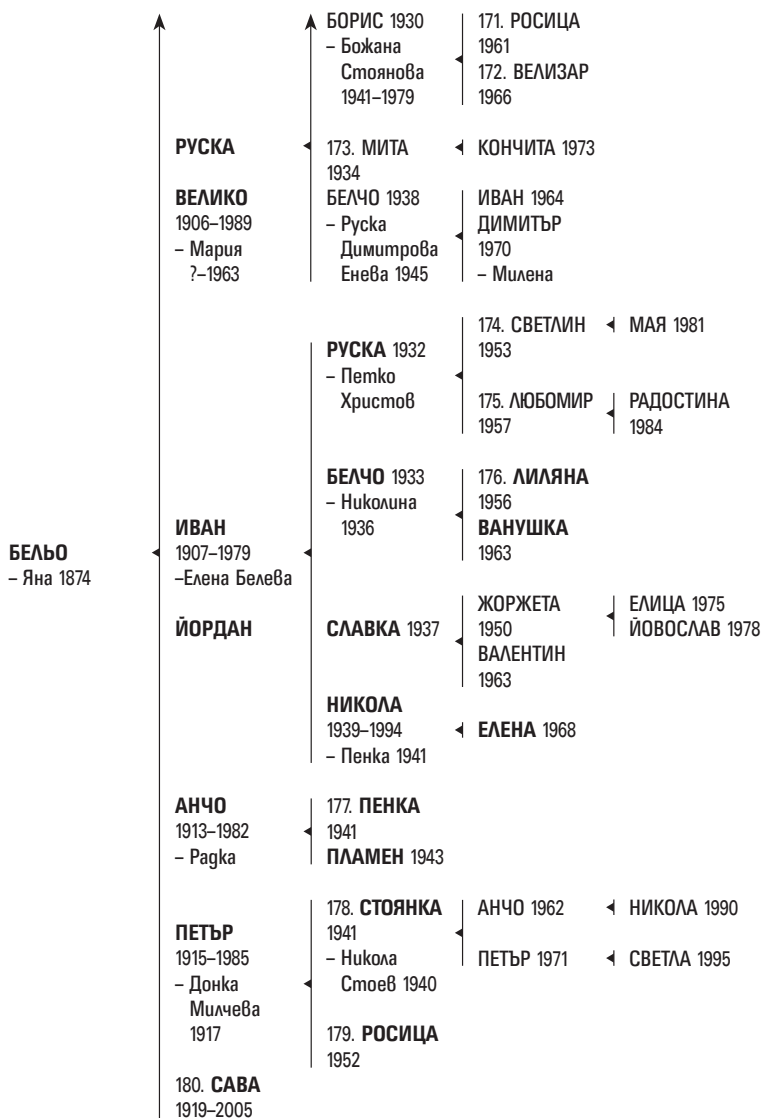 БОРИС 1930
– Божана
Стоянова
1941–1979
171. РОСИЦА
1961
172. ВЕЛИЗАР
1966
РУСКА
173. МИТА
1934
КОНЧИТА 1973
ВЕЛИКО
1906–1989
– Мария
?–1963
БЕЛЧО 1938
– Руска
Димитрова
Енева 1945
ИВАН 1964
ДИМИТЪР
1970
– Милена
РУСКА 1932
– Петко
Христов
174. СВЕТЛИН
1953
МАЯ 1981
175. ЛЮБОМИР
1957
РАДОСТИНА
1984
БЕЛЧО 1933
– Николина
1936
176. ЛИЛЯНА
1956
ВАНУШКА
1963
БЕЛЬО
– Яна 1874
ИВАН
1907–1979
–Елена Белева
ЙОРДАН
СЛАВКА 1937
ЖОРЖЕТА
1950
ВАЛЕНТИН
1963
ЕЛИЦА 1975
ЙОВОСЛАВ 1978
НИКОЛА
1939–1994
– Пенка 1941
ЕЛЕНА 1968
АНЧО
1913–1982
– Радка
177. ПЕНКА
1941
ПЛАМЕН 1943
ПЕТЪР
1915–1985
– Донка
Милчева
1917
178. СТОЯНКА
1941
– Никола
Стоев 1940
АНЧО 1962
НИКОЛА 1990
ПЕТЪР 1971
СВЕТЛА 1995
179. РОСИЦА
1952
180. САВА
1919–2005